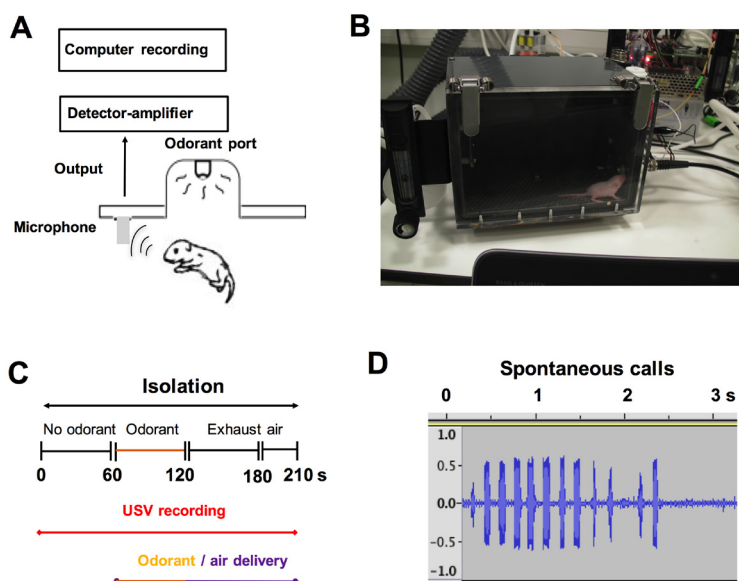 A
Computer recording
Detector-amplifier
Odorant port
Output
Microphone
B
C
Isolation
No odorant Odorant Exhaust air
0 60 120 180 210 s
USV recording
Odorant / air delivery
D
Spontaneous calls
0 1 2 3 s
1.0
0.5
0.0
−0.5
−1.0